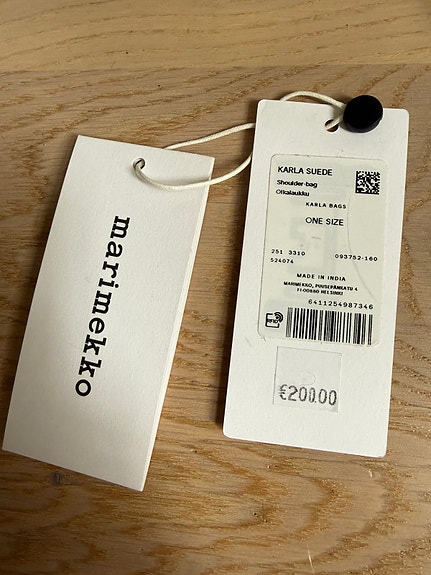 marimekko
KARLA SUEDE
Shoulder-bag
Olkalaukku
KARLA BAGS
ONE SIZE
251 3310 093752-160
524074
MADE IN INDIA
MARIMEKKO, PUUSEPÄNKATU 4
FI-00880 HELSINKI
6411254987346
RFID
€200.00